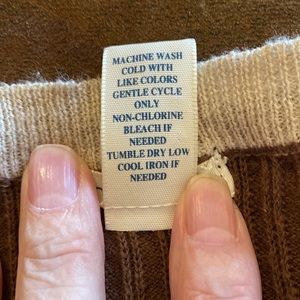 MACHINE WASH
COLD WITH
LIKE COLORS
GENTLE CYCLE
ONLY
NON-CHLORINE
BLEACH IF
NEEDED
TUMBLE DRY LOW
COOL IRON IF
NEEDED